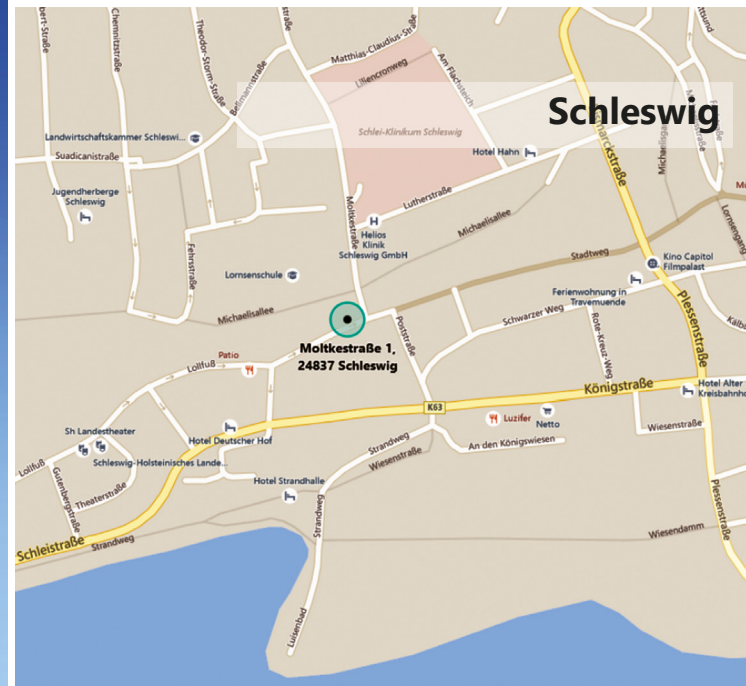 Schleswig
Matthias-Claudius-Straße
Liliencronweg
Am Flachsteich
Chemnitzstraße
Theodor-Storm-Straße
Bellmannstraße
Landwirtschaftskammer Schleswi...
Suadicanistraße
Schlei-Klinikum Schleswig
Hotel Hahn
Jugendherberge
Schleswig
Lutherstraße
Moltkestraße
Helios
Klinik
Schleswig GmbH
Michaelisallee
Stadtweg
Lornsengang
Kino Capitol
Filmpalast
Fehrsstraße
Lornsenschule
Michaelisallee
Ferienwohnung in
Travemuende
Plessenstraße
Schwarzer Weg
Rote-Kreuz-Weg
Poststraße
Moltkestraße 1,
24837 Schleswig
Patio
Lollfuß
Königstraße
Hotel Alter
K63
Luzifer
Netto
Wiesenstraße
Sh Landestheater
Hotel Deutscher Hof
Strandweg
An den Königswiesen
Schleswig-Holsteinisches Lande...
Wiesenstraße
Lollfuß
Gutenbergstraße
Theaterstraße
Hotel Strandhalle
Plessenstraße
Strandweg
Wiesendamm
Schleistraße
Strandweg
Luisenbad